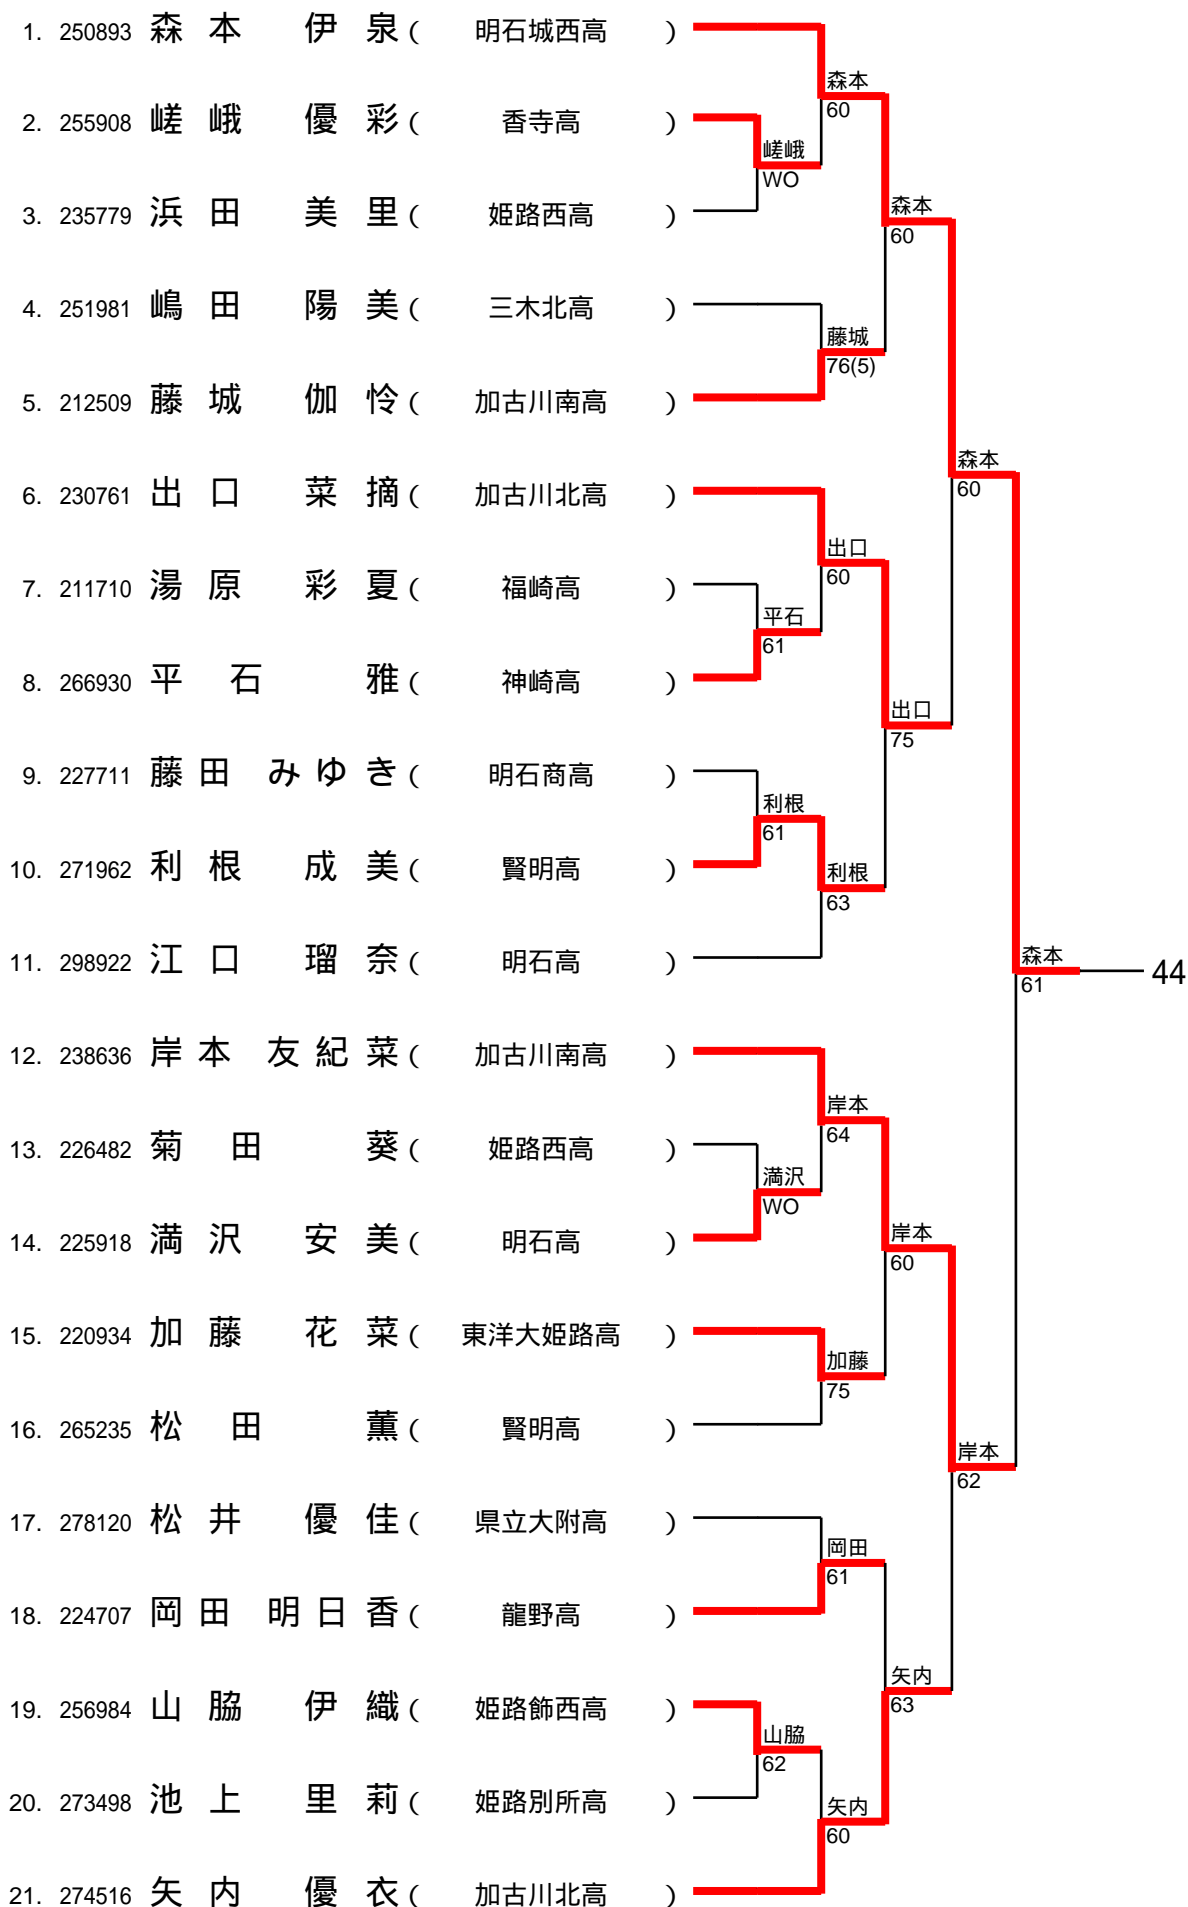 1. 250893 森本 伊泉 ( 明石城西高 )
森本
60
2. 255908 嵯峨 優彩 ( 香寺高 )
嵯峨
WO
3. 235779 浜田 美里 ( 姫路西高 )
森本
60
4. 251981 嶋田 陽美 ( 三木北高 )
藤城
76(5)
5. 212509 藤城 伽怜 ( 加古川南高 )
森本
60
6. 230761 出口 菜摘 ( 加古川北高 )
出口
60
7. 211710 湯原 彩夏 ( 福崎高 )
平石
61
8. 266930 平石 雅 ( 神崎高 )
出口
75
9. 227711 藤田 みゆき ( 明石商高 )
利根
61
10. 271962 利根 成美 ( 賢明高 )
利根
63
11. 298922 江口 瑠奈 ( 明石高 )
森本
61
44
12. 238636 岸本 友紀菜 ( 加古川南高 )
岸本
64
13. 226482 菊田 葵 ( 姫路西高 )
満沢
WO
14. 225918 満沢 安美 ( 明石高 )
岸本
60
15. 220934 加藤 花菜 ( 東洋大姫路高 )
加藤
75
16. 265235 松田 薫 ( 賢明高 )
岸本
62
17. 278120 松井 優佳 ( 県立大附高 )
岡田
61
18. 224707 岡田 明日香 ( 龍野高 )
矢内
63
19. 256984 山脇 伊織 ( 姫路飾西高 )
山脇
62
20. 273498 池上 里莉 ( 姫路別所高 )
矢内
60
21. 274516 矢内 優衣 ( 加古川北高 )